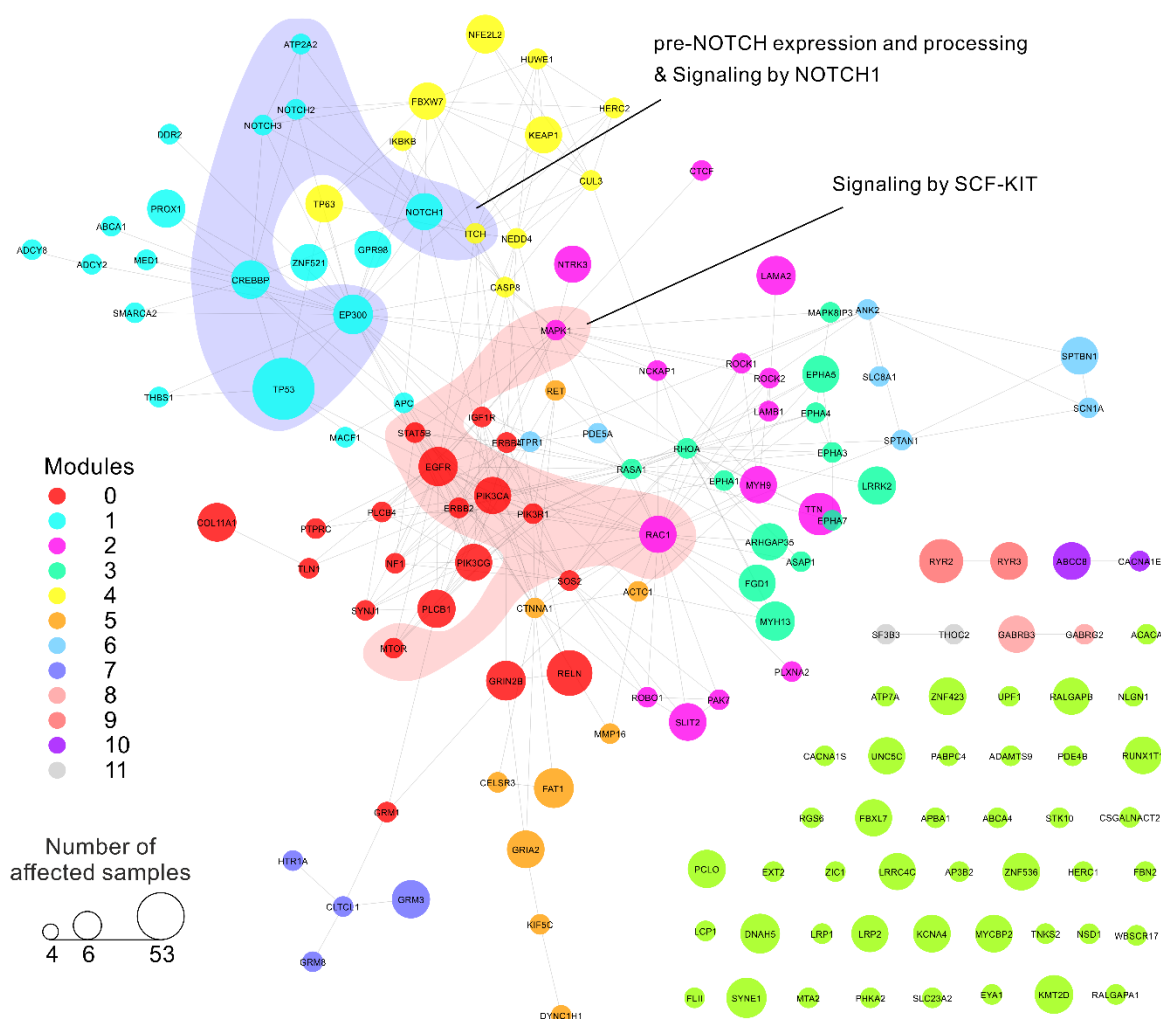 ATP2A2
NFE2L2
HUWE1
pre-NOTCH expression and processing
& Signaling by NOTCH1
FBXW7
NOTCH2
HERC2
NOTCH3
DDR2
KEAP1
IKBKB
CTCF
CUL3
Signaling by SCF-KIT
TP63
PROX1
NOTCH1
ABCA1
ITCH
NEDD4
ADCY8
GPR98
ADCY2
MED1
ZNF521
NTRK3
LAMA2
CREBBP
CASP8
SMARCA2
EP300
MAPK8IP3
ANK2
MAPK1
SPTBN1
ROCK1
NCKAP1
EPHA5
SLC8A1
ROCK2
TP53
RET
THBS1
APC
LAMB1
EPHA4
SCN1A
IGF1R
MACF1
STAT5B
ERBB4
ITPR1
PDE5A
SPTAN1
RHOA
EPHA3
Modules
EGFR
RASA1
EPHA1
MYH9
LRRK2
0
PIK3CA
ERBB2
PIK3R1
PLCB4
TTN
EPHA7
1
COL11A1
PTPRC
RAC1
ARHGAP35
2
TLN1
NF1
PIK3CG
SOS2
ASAP1
RYR2
RYR3
ABCC8
CACNA1E
3
FGD1
ACTC1
4
SYNJ1
PLCB1
CTNNA1
MYH13
5
SF3B3
THOC2
GABRB3
GABRG2
ACACA
6
MTOR
7
GRIN2B
RELN
PLXNA2
8
ROBO1
PAK7
ATP7A
ZNF423
UPF1
RALGAPB
NLGN1
9
SLIT2
MMP16
10
CACNA1S
UNC5C
PABPC4
ADAMTS9
PDE4B
RUNX1T1
11
CELSR3
FAT1
GRM1
RGS6
FBXL7
APBA1
ABCA4
STK10
CSGALNACT2
Number of
affected samples
4
6
53
HTR1A
GRIA2
PCLO
EXT2
ZIC1
LRRC4C
AP3B2
ZNF536
HERC1
FBN2
CLTCL1
GRM3
KIF5C
LCP1
DNAH5
LRP1
LRP2
KCNA4
MYCBP2
TNKS2
NSD1
WBSCR17
GRM8
FLII
SYNE1
MTA2
PHKA2
SLC23A2
EYA1
KMT2D
RALGAPA1
DYNC1H1